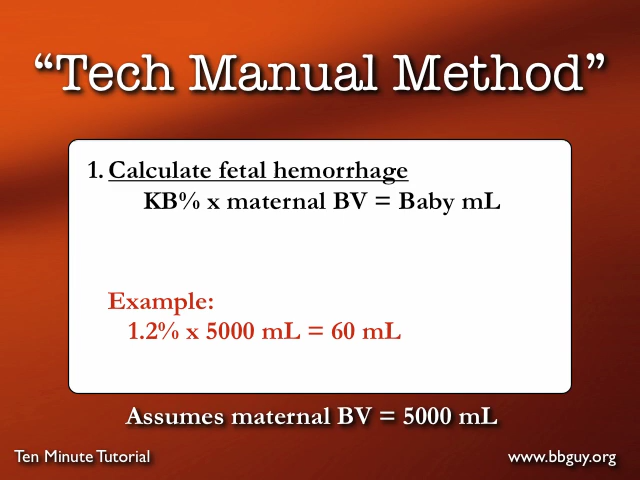 “Tech Manual Method”
1. Calculate fetal hemorrhage
KB% x maternal BV = Baby mL
Example:
1.2% x 5000 mL = 60 mL
Assumes maternal BV = 5000 mL
Ten Minute Tutorial
www.bbguy.org